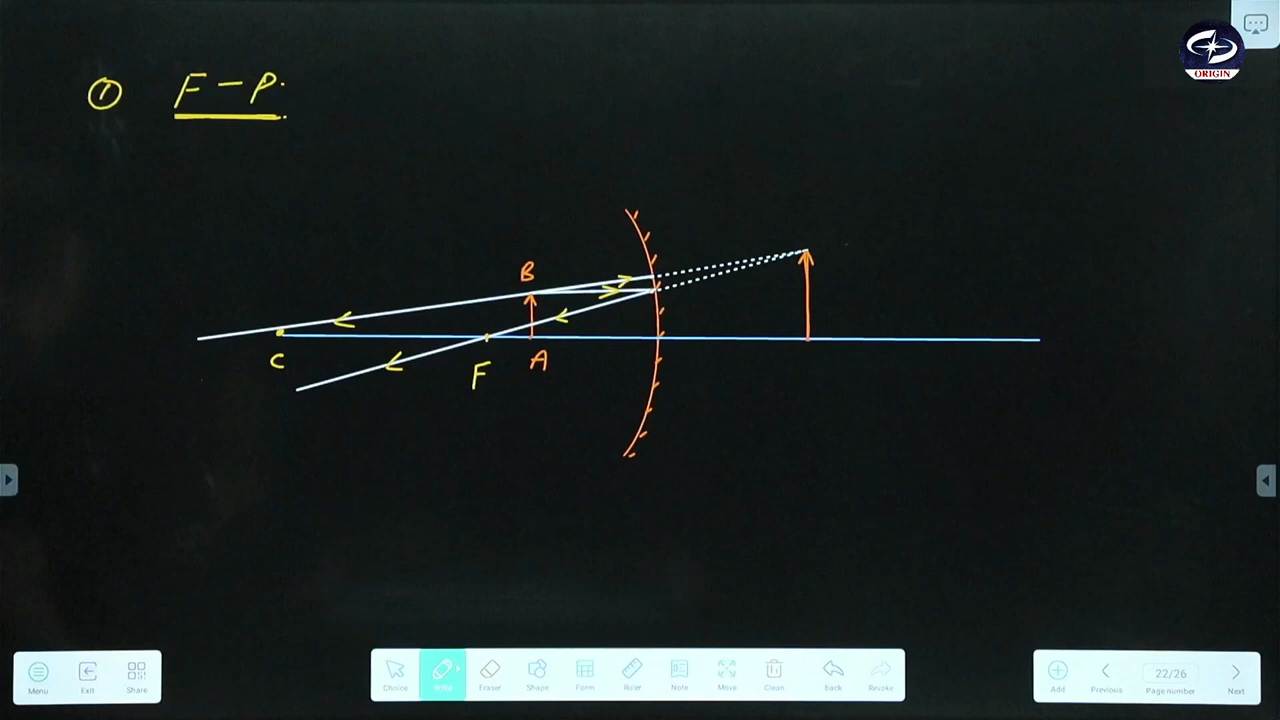 ① F - P.
B
C
F
A
ORIGIN
Menu
Exit
Share
Choice
Write
Eraser
Shape
Form
Ruler
Note
Move
Clean
back
Revoke
Add
Previous
22/26
Page number
Next